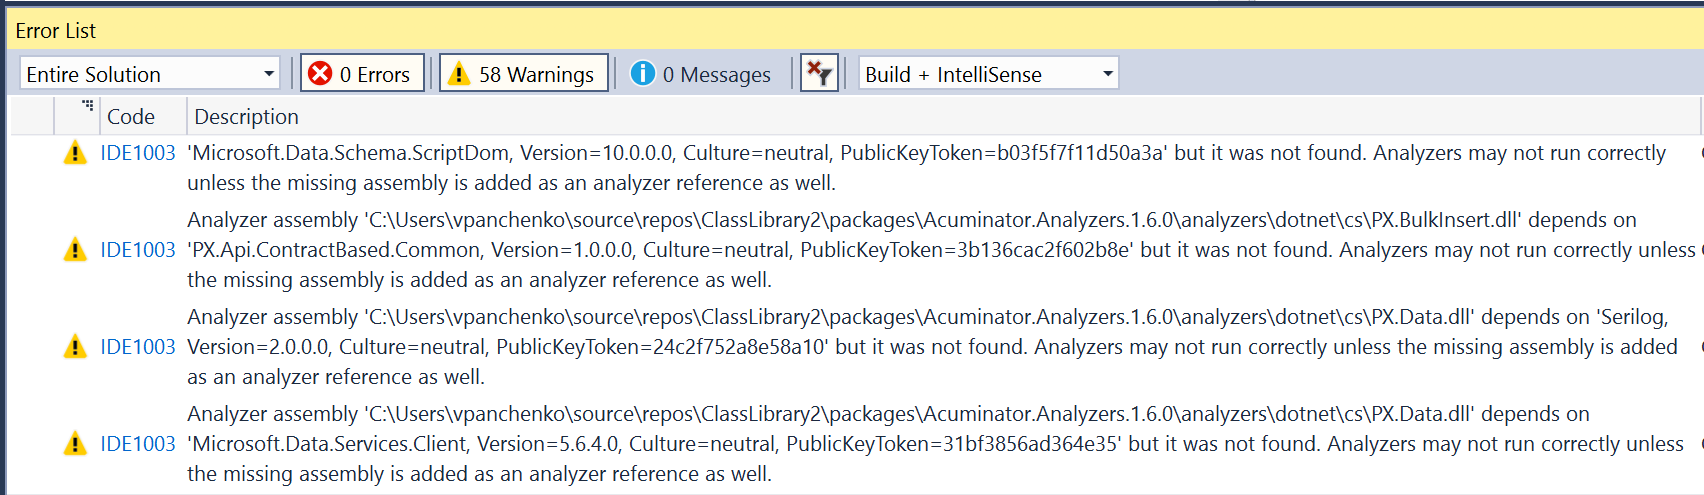 Error List
Entire Solution 0 Errors 58 Warnings 0 Messages Build + IntelliSense
Code Description
IDE1003 'Microsoft.Data.Schema.ScriptDom, Version=10.0.0.0, Culture=neutral, PublicKeyToken=b03f5f7f11d50a3a' but it was not found. Analyzers may not run correctly
unless the missing assembly is added as an analyzer reference as well.
Analyzer assembly 'C:\Users\vpanchenko\source\repos\ClassLibrary2\packages\Acuminator.Analyzers.1.6.0\analyzers\dotnet\cs\PX.BulkInsert.dll' depends on
IDE1003 'PX.Api.ContractBased.Common, Version=1.0.0.0, Culture=neutral, PublicKeyToken=3b136cac2f602b8e' but it was not found. Analyzers may not run correctly unless
the missing assembly is added as an analyzer reference as well.
Analyzer assembly 'C:\Users\vpanchenko\source\repos\ClassLibrary2\packages\Acuminator.Analyzers.1.6.0\analyzers\dotnet\cs\PX.Data.dll' depends on 'Serilog,
IDE1003 Version=2.0.0.0, Culture=neutral, PublicKeyToken=24c2f752a8e58a10' but it was not found. Analyzers may not run correctly unless the missing assembly is added
as an analyzer reference as well.
Analyzer assembly 'C:\Users\vpanchenko\source\repos\ClassLibrary2\packages\Acuminator.Analyzers.1.6.0\analyzers\dotnet\cs\PX.Data.dll' depends on
IDE1003 'Microsoft.Data.Services.Client, Version=5.6.4.0, Culture=neutral, PublicKeyToken=31bf3856ad364e35' but it was not found. Analyzers may not run correctly unless
the missing assembly is added as an analyzer reference as well.